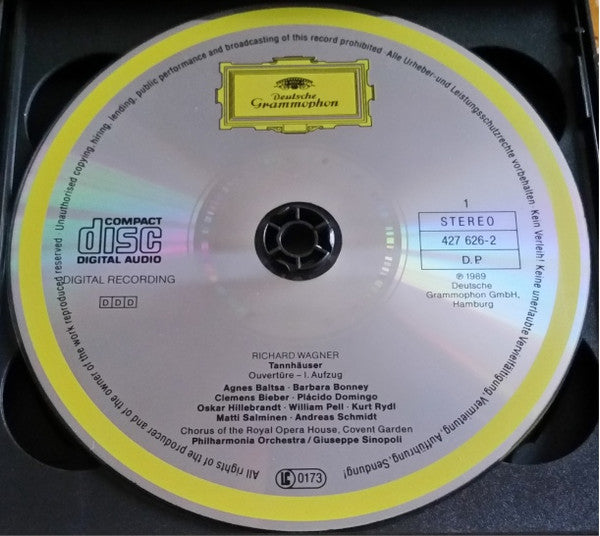 Unauthorised copying, hiring, lending, public performance and broadcasting of this record prohibited · Alle Urheber- und Leistungsschutzrechte vorbehalten · Kein Verleih! Keine unerlaubte Vervielfältigung, Vermietung, Aufführung, Sendung!
Deutsche
Grammophon
COMPACT
disc
DIGITAL AUDIO
DIGITAL RECORDING
DDD
1
STEREO
427 626-2
D.P
℗ 1989
Deutsche
Grammophon GmbH,
Hamburg
RICHARD WAGNER
Tannhäuser
Ouvertüre – I. Aufzug
Agnes Baltsa · Barbara Bonney
Clemens Bieber · Plácido Domingo
Oskar Hillebrandt · William Pell · Kurt Rydl
Matti Salminen · Andreas Schmidt
Chorus of the Royal Opera House, Covent Garden
Philharmonia Orchestra / Giuseppe Sinopoli
LC 0173
All rights of the producer and of the owner of the work reproduced reserved ·